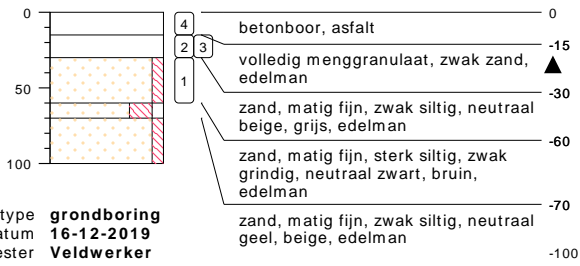 0
50
100
4
2 3
1
betonboor, asfalt
volledig menggranulaat, zwak zand,
edelman
zand, matig fijn, zwak siltig, neutraal
beige, grijs, edelman
zand, matig fijn, sterk siltig, zwak
grindig, neutraal zwart, bruin,
edelman
zand, matig fijn, zwak siltig, neutraal
geel, beige, edelman
0
-15
-30
-60
-70
-100
type grondboring
atum 16-12-2019
ester Veldwerker